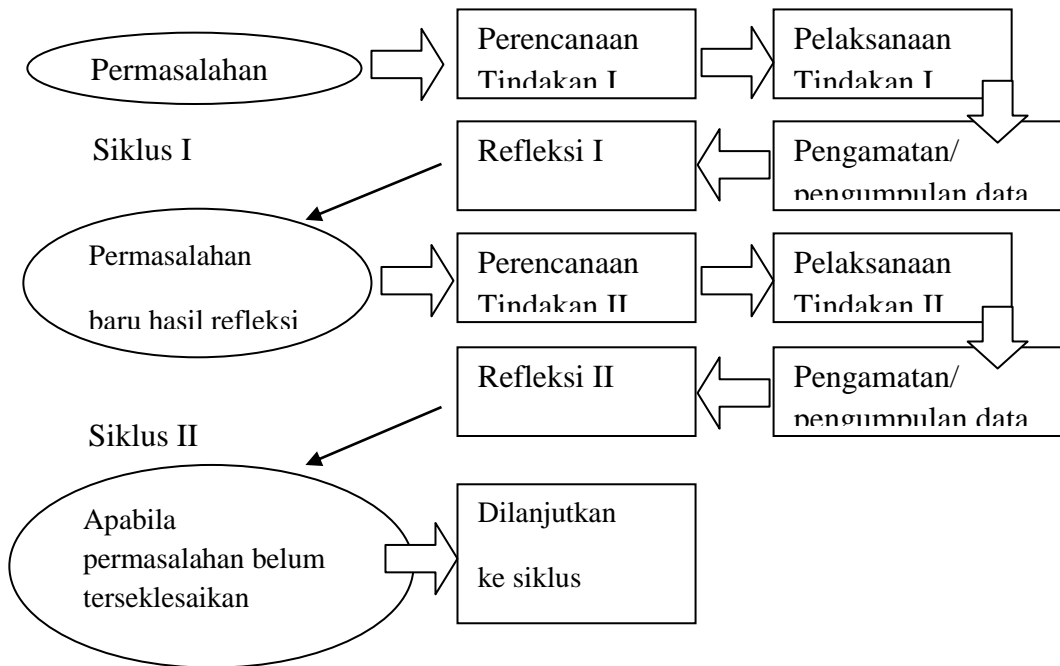 Permasalahan
Perencanaan
Tindakan I
Pelaksanaan
Tindakan I
Siklus I
Refleksi I
Pengamatan/
pengumpulan data
Permasalahan
baru hasil refleksi
Perencanaan
Tindakan II
Pelaksanaan
Tindakan II
Siklus II
Refleksi II
Pengamatan/
pengumpulan data
Apabila
permasalahan belum
terseklesaikan
Dilanjutkan
ke siklus